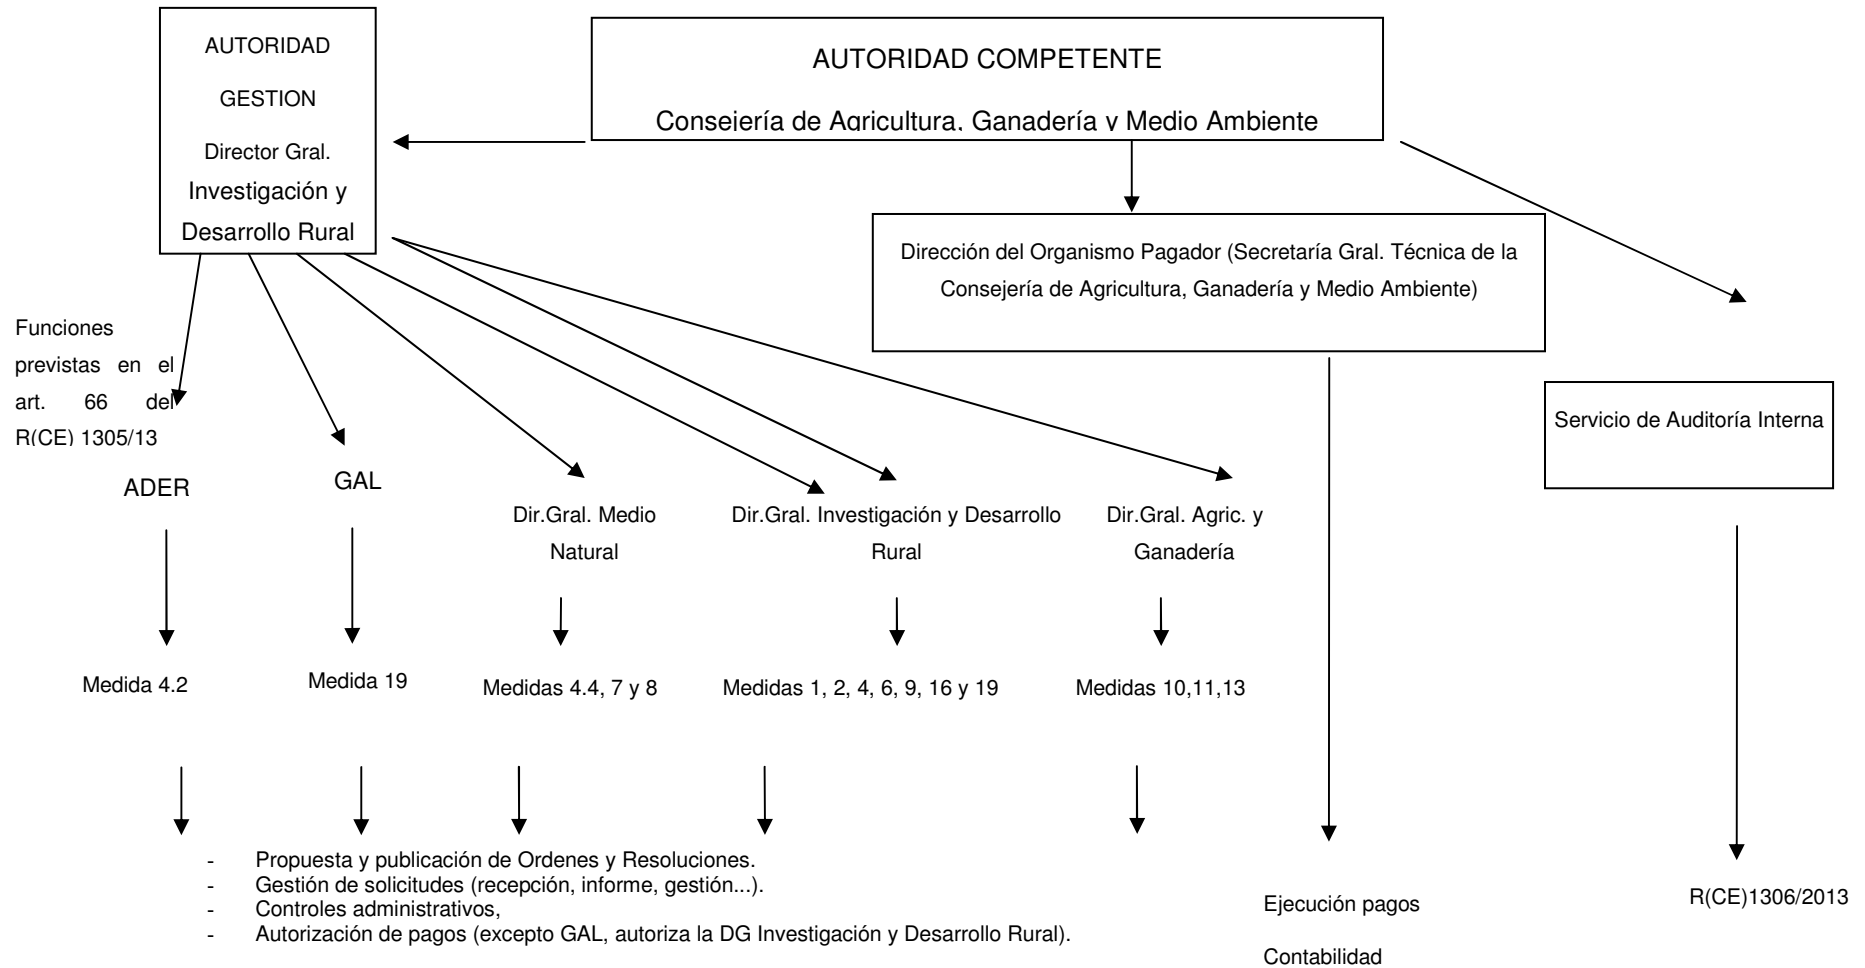 AUTORIDAD
GESTION
Director Gral.
Investigación y
Desarrollo Rural
AUTORIDAD COMPETENTE
Consejería de Agricultura, Ganadería y Medio Ambiente
Dirección del Organismo Pagador (Secretaría Gral. Técnica de la
Consejería de Agricultura, Ganadería y Medio Ambiente)
Servicio de Auditoría Interna
Funciones
previstas en el
art. 66 del
R(CE) 1305/13
ADER
GAL
Dir.Gral. Medio
Natural
Dir.Gral. Investigación y Desarrollo
Rural
Dir.Gral. Agric. y
Ganadería
Medida 4.2
Medida 19
Medidas 4.4, 7 y 8
Medidas 1, 2, 4, 6, 9, 16 y 19
Medidas 10,11,13
- Propuesta y publicación de Ordenes y Resoluciones.
- Gestión de solicitudes (recepción, informe, gestión...).
- Controles administrativos,
- Autorización de pagos (excepto GAL, autoriza la DG Investigación y Desarrollo Rural).
Ejecución pagos
Contabilidad
R(CE)1306/2013